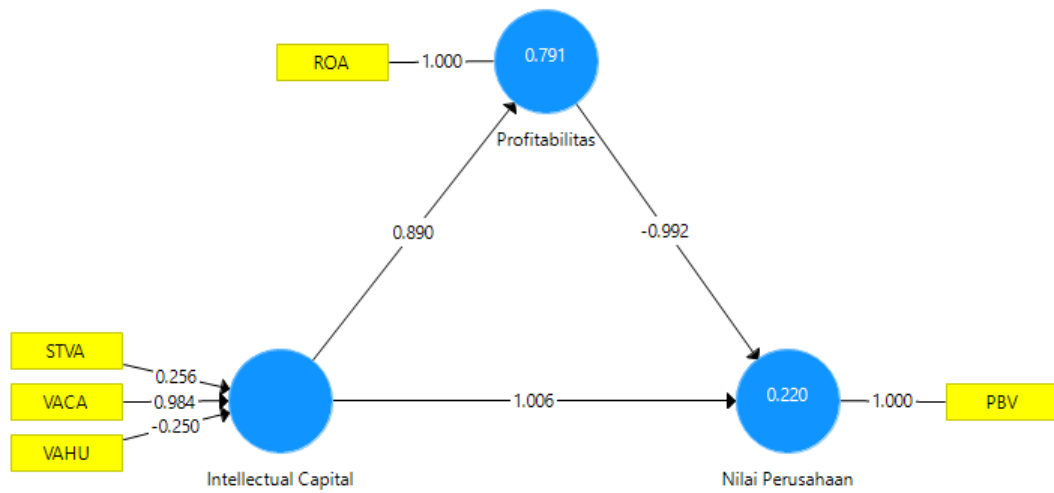 ROA
1.000
0.791
Profitabilitas
0.890
-0.992
STVA
0.256
VACA
0.984
VAHU
-0.250
Intellectual Capital
1.006
0.220
Nilai Perusahaan
1.000
PBV